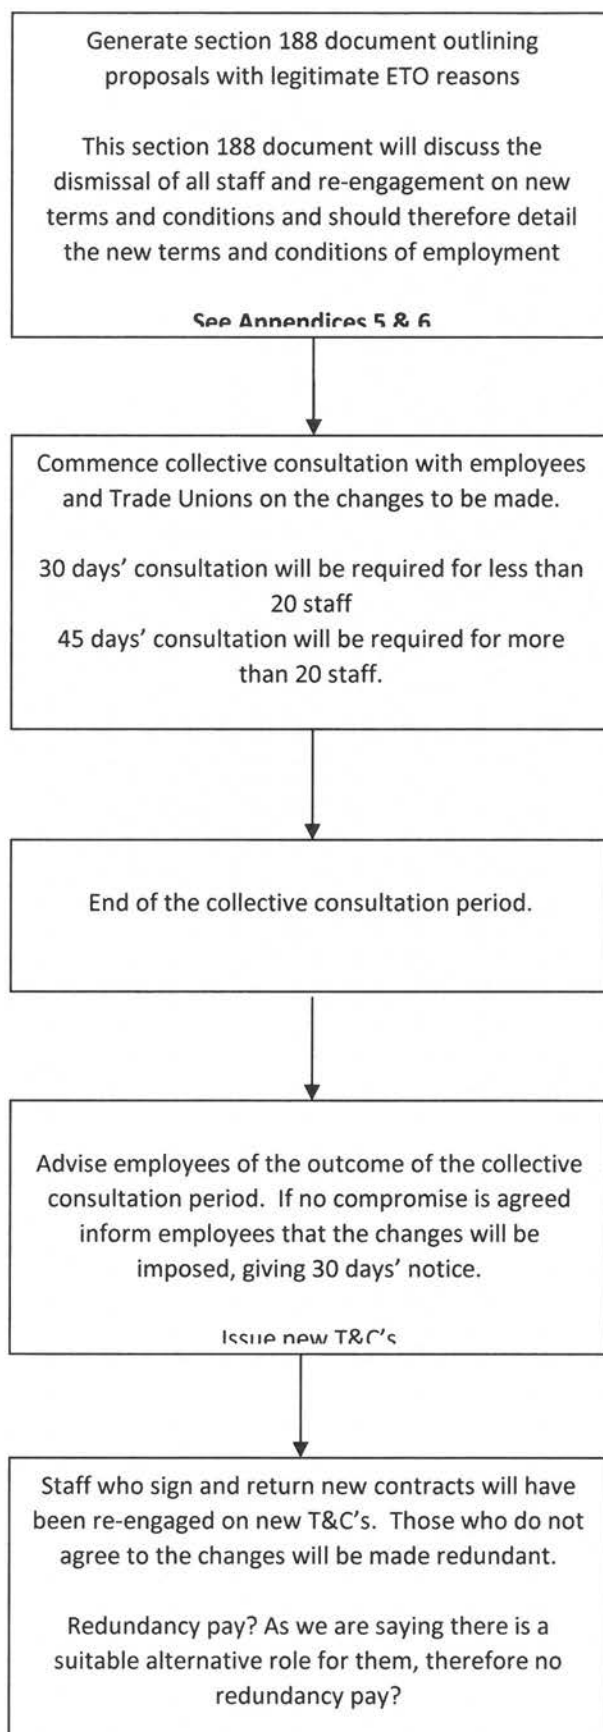 Generate section 188 document outlining
proposals with legitimate ETO reasons
This section 188 document will discuss the
dismissal of all staff and re-engagement on new
terms and conditions and should therefore detail
the new terms and conditions of employment
See Appendices 5 & 6
Commence collective consultation with employees
and Trade Unions on the changes to be made.
30 days’ consultation will be required for less than
20 staff
45 days’ consultation will be required for more
than 20 staff.
End of the collective consultation period.
Advise employees of the outcome of the collective
consultation period.  If no compromise is agreed
inform employees that the changes will be
imposed, giving 30 days’ notice.
Issue new T&C’s
Staff who sign and return new contracts will have
been re-engaged on new T&C’s.  Those who do not
agree to the changes will be made redundant.
Redundancy pay? As we are saying there is a
suitable alternative role for them, therefore no
redundancy pay?